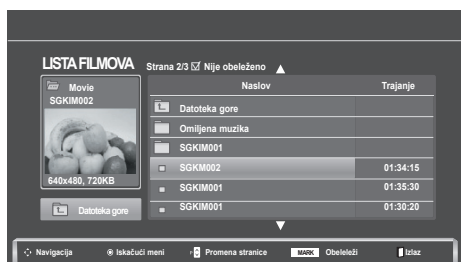 LISTA FILMOVA
Strana 2/3 ☑ Nije obeleženo
Movie
SGKIM002
640x480, 720KB
Datoteka gore
Naslov Trajanje
Datoteka gore
Omiljena muzika
SGKIM001
SGKM002 01:34:15
SGKIM001 01:35:30
SGKIM001 01:30:20
Navigacija Iskačući meni Promena stranice MARK Obeleleži Izlaz